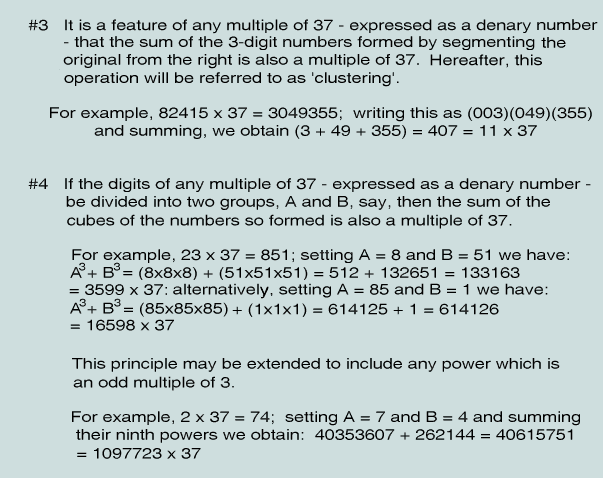 #3 It is a feature of any multiple of 37 - expressed as a denary number
- that the sum of the 3-digit numbers formed by segmenting the
original from the right is also a multiple of 37. Hereafter, this
operation will be referred to as 'clustering'.
For example, 82415 x 37 = 3049355; writing this as (003)(049)(355)
and summing, we obtain (3 + 49 + 355) = 407 = 11 x 37
#4 If the digits of any multiple of 37 - expressed as a denary number -
be divided into two groups, A and B, say, then the sum of the
cubes of the numbers so formed is also a multiple of 37.
For example, 23 x 37 = 851; setting A = 8 and B = 51 we have:
A³+ B³= (8x8x8) + (51x51x51) = 512 + 132651 = 133163
= 3599 x 37: alternatively, setting A = 85 and B = 1 we have:
A³+ B³= (85x85x85) + (1x1x1) = 614125 + 1 = 614126
= 16598 x 37
This principle may be extended to include any power which is
an odd multiple of 3.
For example, 2 x 37 = 74; setting A = 7 and B = 4 and summing
their ninth powers we obtain: 40353607 + 262144 = 40615751
= 1097723 x 37